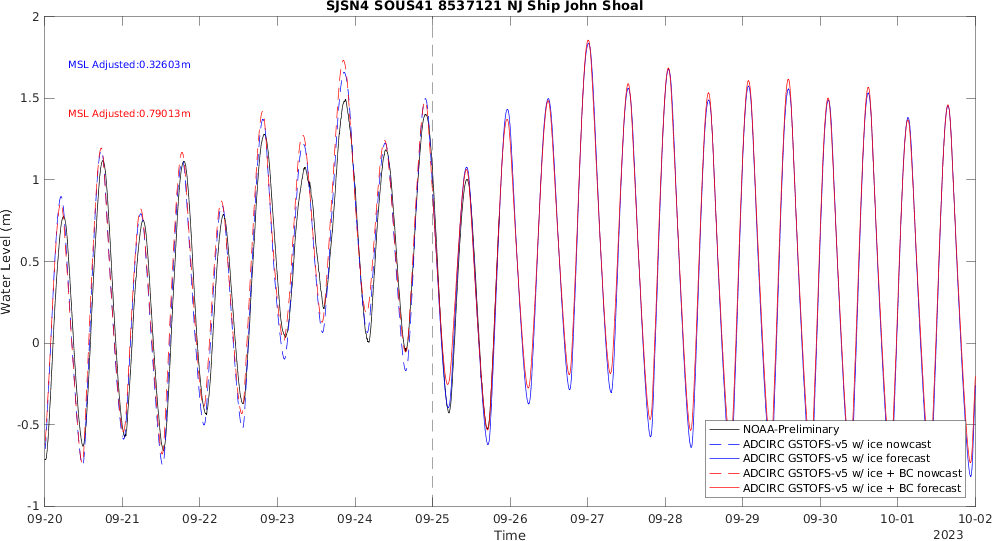 SJSN4 SOUS41 8537121 NJ Ship John Shoal
2
1.5
1
0.5
0
-0.5
-1
Water Level (m)
MSL Adjusted:0.32603m
MSL Adjusted:0.79013m
NOAA-Preliminary
ADCIRC GSTOFS-v5 w/ ice nowcast
ADCIRC GSTOFS-v5 w/ ice forecast
ADCIRC GSTOFS-v5 w/ ice + BC nowcast
ADCIRC GSTOFS-v5 w/ ice + BC forecast
09-20 09-21 09-22 09-23 09-24 09-25 09-26 09-27 09-28 09-29 09-30 10-01 10-02
Time
2023